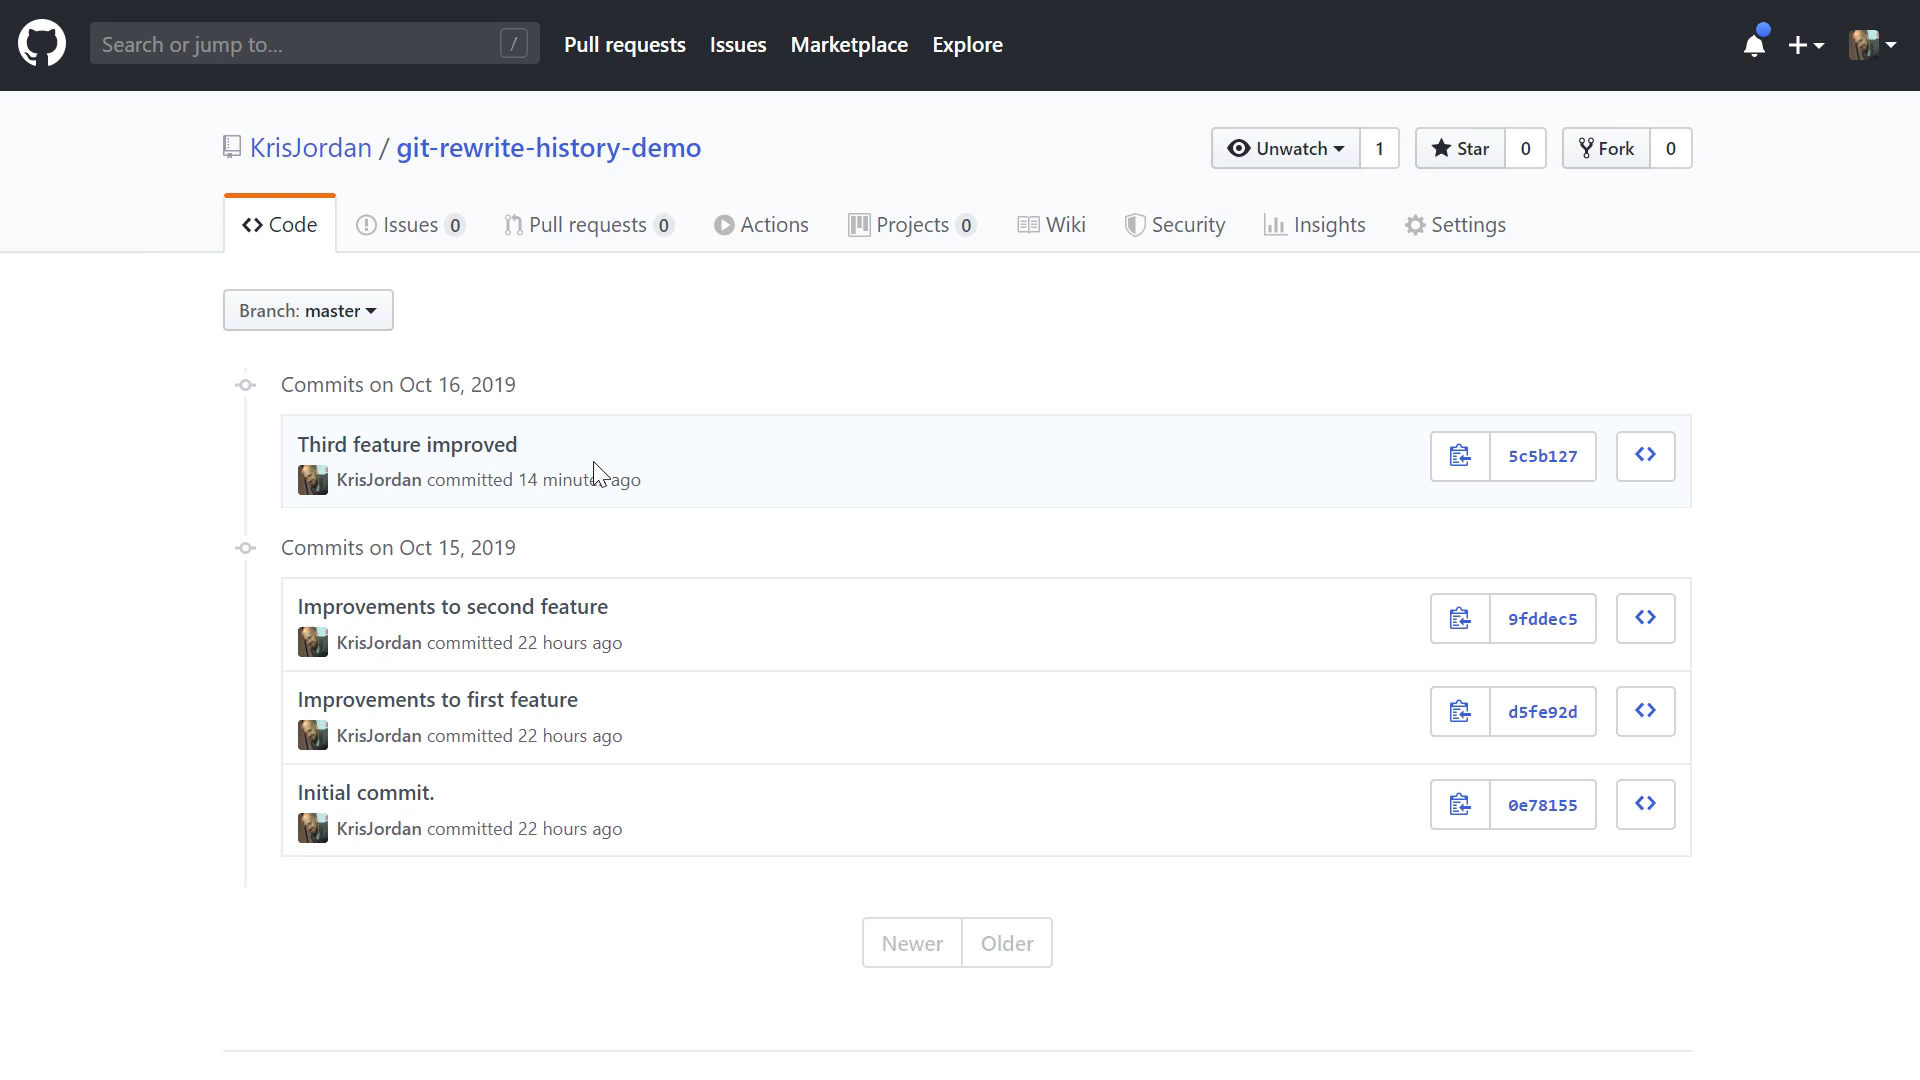 Search or jump to... /
Pull requests Issues Marketplace Explore
KrisJordan / git-rewrite-history-demo
Unwatch 1 Star 0 Fork 0
Code Issues 0 Pull requests 0 Actions Projects 0 Wiki Security Insights Settings
Branch: master
Commits on Oct 16, 2019
Third feature improved
KrisJordan committed 14 minutes ago
5c5b127
Commits on Oct 15, 2019
Improvements to second feature
KrisJordan committed 22 hours ago
9fddec5
Improvements to first feature
KrisJordan committed 22 hours ago
d5fe92d
Initial commit.
KrisJordan committed 22 hours ago
0e78155
Newer Older